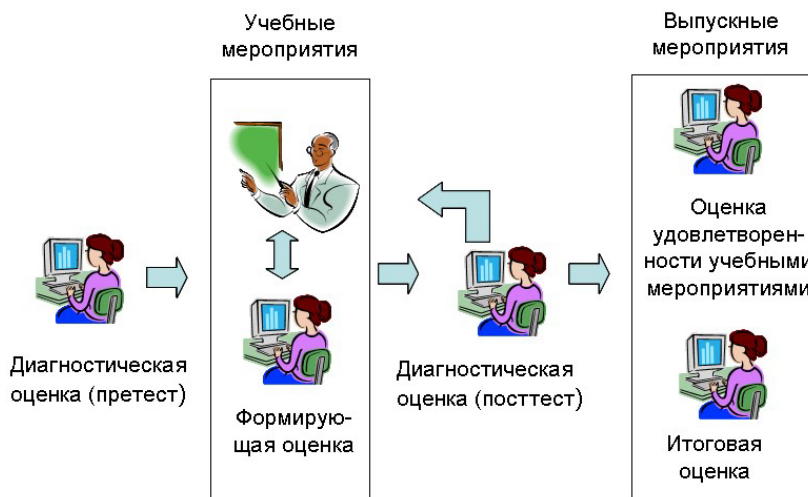 Учебные
мероприятия
Выпускные
мероприятия
Диагностическая
оценка (претест)
Формирую-
щая оценка
Диагностическая
оценка (посттест)
Оценка
удовлетворен-
ности учебными
мероприятиями
Итоговая
оценка